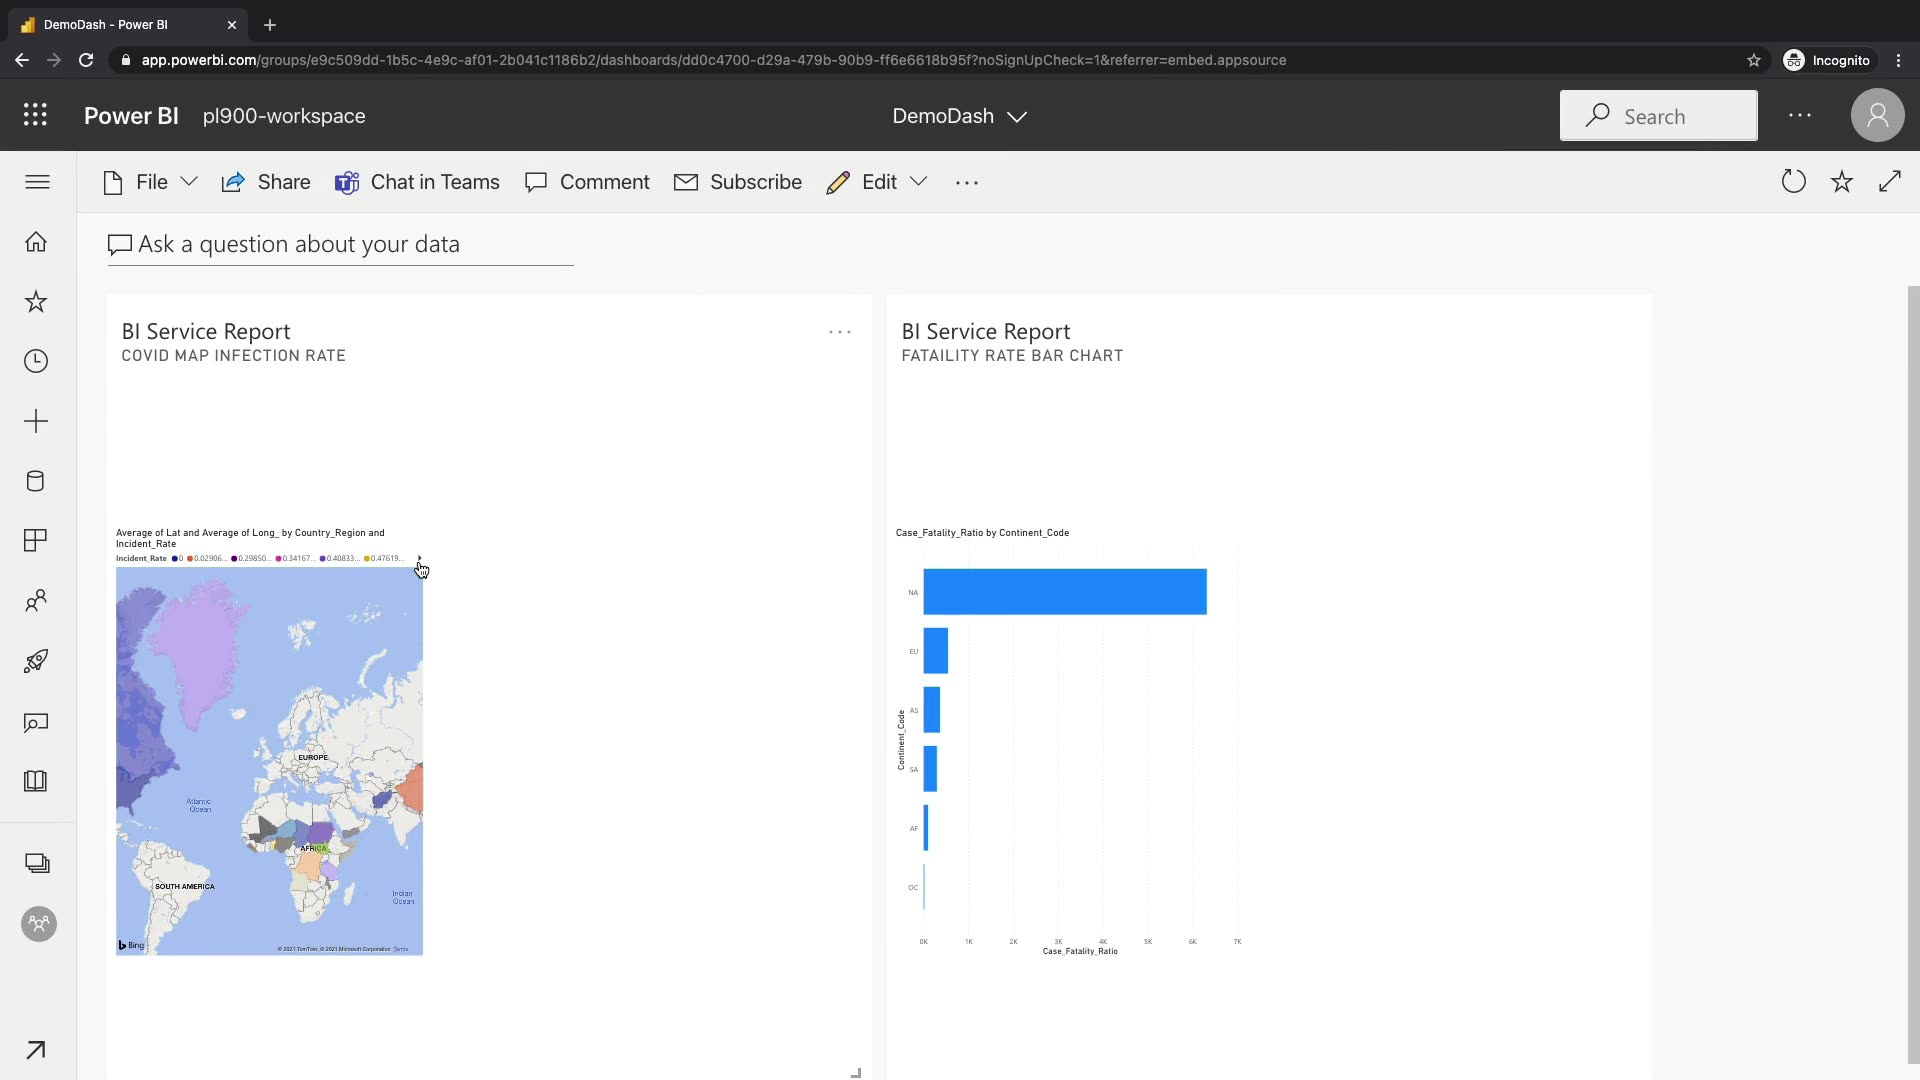 DemoDash - Power BI
app.powerbi.com/groups/e9c509dd-1b5c-4e9c-af01-2b041c1186b2/dashboards/dd0c4700-d29a-479b-90b9-ff6e6618b95f?noSignUpCheck=1&referrer=embed.appsource
Incognito
Power BI
pl900-workspace
DemoDash
Search
File
Share
Chat in Teams
Comment
Subscribe
Edit
Ask a question about your data
BI Service Report
COVID MAP INFECTION RATE
Average of Lat and Average of Long_ by Country_Region and
Incident_Rate
Incident_Rate 0 0.02906... 0.29850... 0.34167... 0.40833... 0.47619...
EUROPE
Atlantic
Ocean
AFRICA
SOUTH AMERICA
Indian
Ocean
Bing
© 2021 TomTom, © 2021 Microsoft Corporation Terms
BI Service Report
FATAILITY RATE BAR CHART
Case_Fatality_Ratio by Continent_Code
Continent_Code
NA
EU
AS
SA
AF
OC
0K 1K 2K 3K 4K 5K 6K 7K
Case_Fatality_Ratio